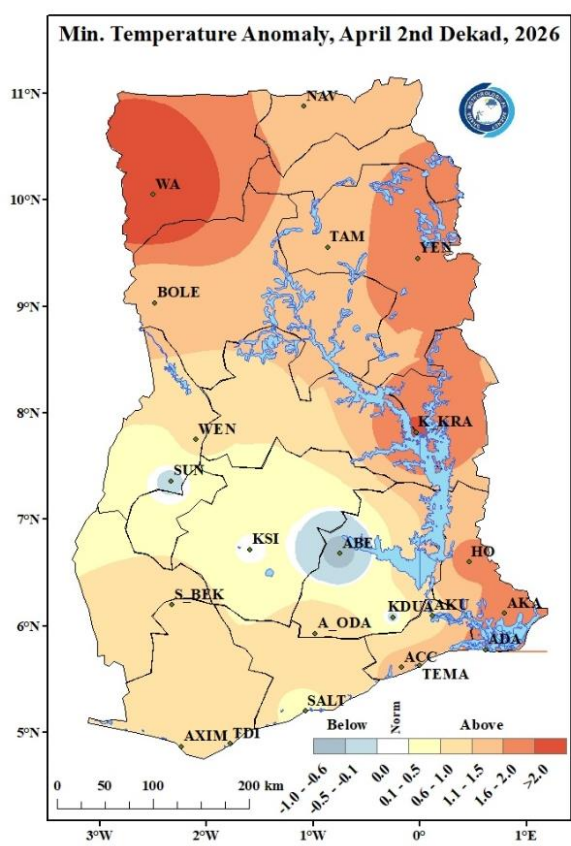 Min. Temperature Anomaly, April 2nd Dekad, 2026
11°N
10°N
9°N
8°N
7°N
6°N
5°N
NAV
WA
TAM
YEN
BOLE
K_KRA
WEN
SUN
KSI
ABE
HO
S_BEK
KDUA
AKU
AKA
A_ODA
ADA
ACC
TEMA
SALT
AXIM
TDI
Below
Norm
Above
-1.0 - -0.6
-0.5 - -0.1
0.0
0.1 - 0.5
0.6 - 1.0
1.1 - 1.5
1.6 - 2.0
>2.0
0 50 100 200 km
3°W 2°W 1°W 0° 1°E